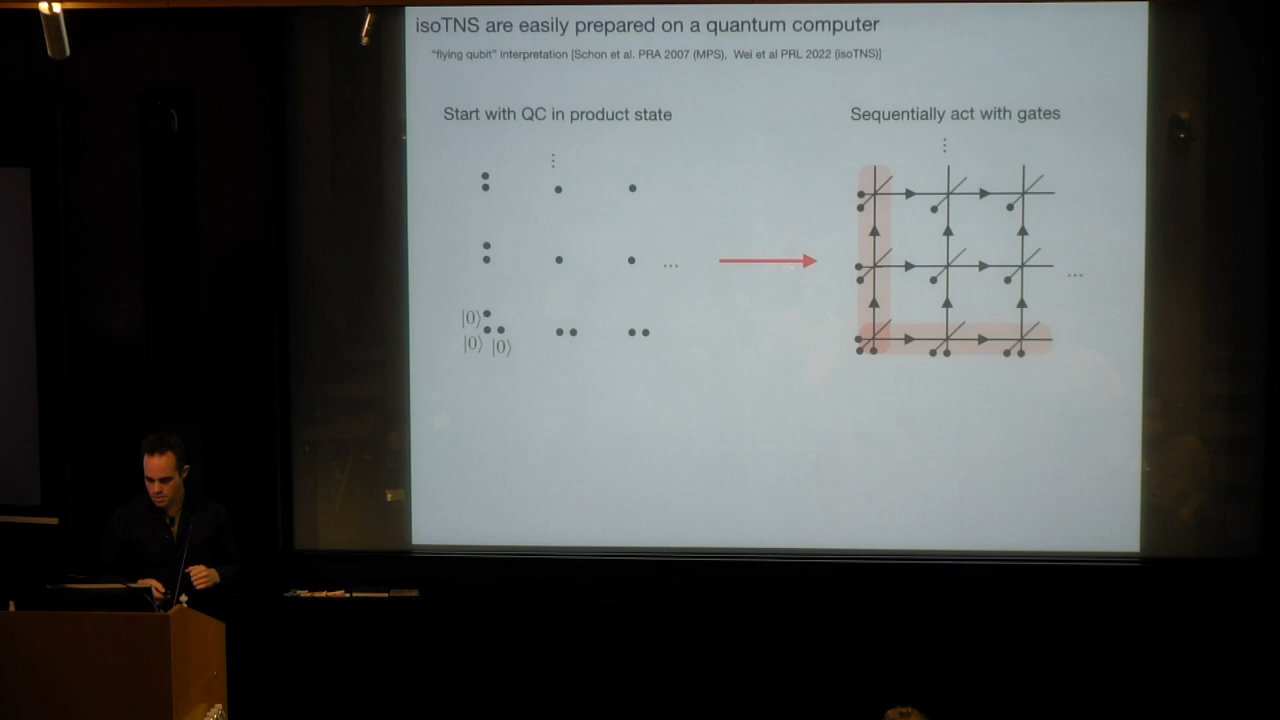 isoTNS are easily prepared on a quantum computer
"flying qubit" interpretation [Schon et al. PRA 2007 (MPS), Wei et al PRL 2022 (isoTNS)]
Start with QC in product state
Sequentially act with gates
|0⟩
|0⟩ |0⟩